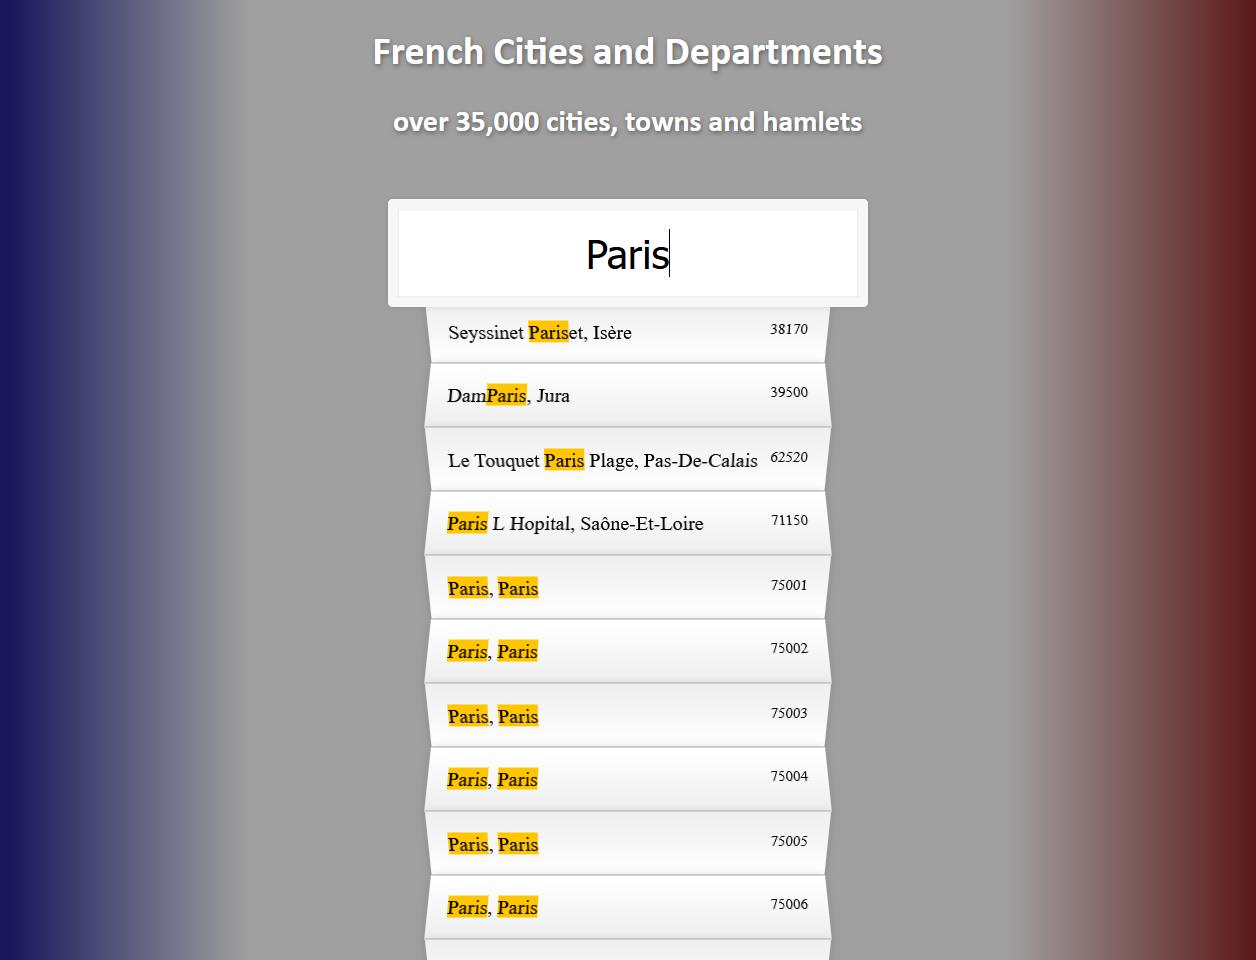 French Cities and Departments
over 35,000 cities, towns and hamlets
Paris
Seyssinet Pariset, Isère 38170
DamParis, Jura 39500
Le Touquet Paris Plage, Pas-De-Calais 62520
Paris L Hopital, Saône-Et-Loire 71150
Paris, Paris 75001
Paris, Paris 75002
Paris, Paris 75003
Paris, Paris 75004
Paris, Paris 75005
Paris, Paris 75006